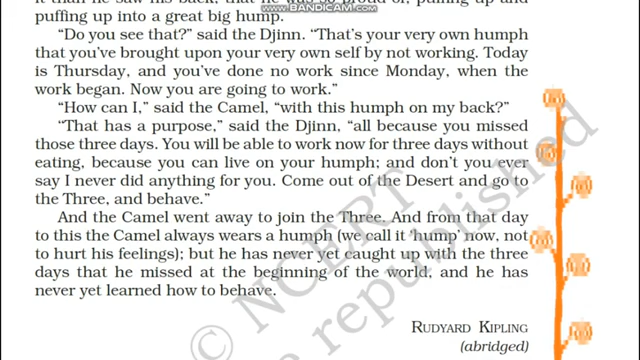 WWW.BANDICAM.COM
it than he saw his back, that he was so proud of, puffing up and
puffing up into a great big hump.
“Do you see that?” said the Djinn. “That’s your very own humph
that you’ve brought upon your very own self by not working. Today
is Thursday, and you’ve done no work since Monday, when the
work began. Now you are going to work.”
“How can I,” said the Camel, “with this humph on my back?”
“That has a purpose,” said the Djinn, “all because you missed
those three days. You will be able to work now for three days without
eating, because you can live on your humph; and don’t you ever
say I never did anything for you. Come out of the Desert and go to
the Three, and behave.”
And the Camel went away to join the Three. And from that day
to this the Camel always wears a humph (we call it ‘hump’ now, not
to hurt his feelings); but he has never yet caught up with the three
days that he missed at the beginning of the world, and he has
never yet learned how to behave.
RUDYARD KIPLING
(abridged)
© NCERT
republished